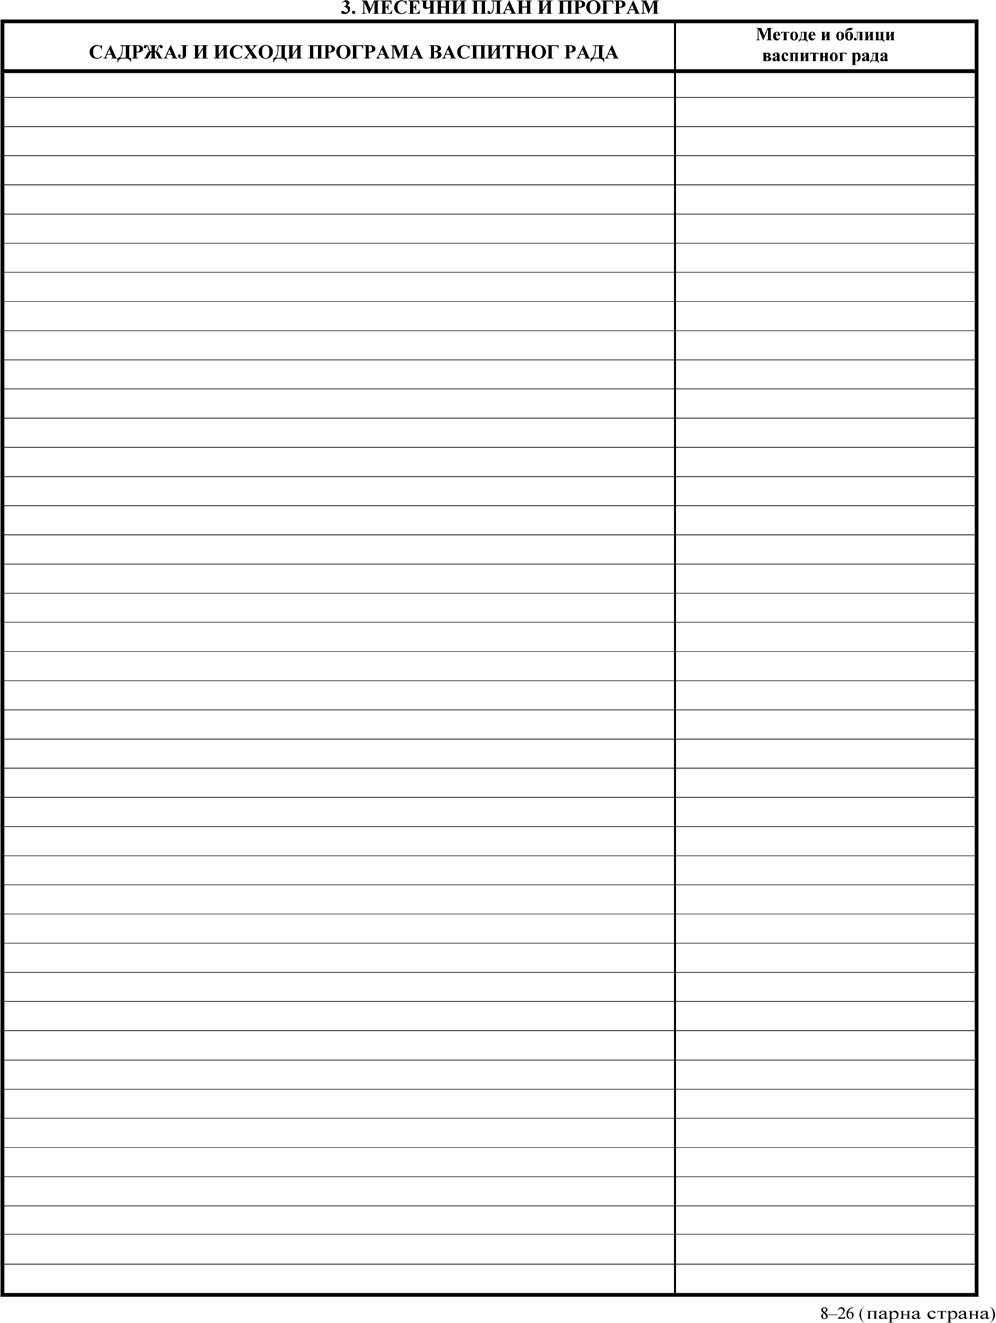 3. МЕСЕЧНИ ПЛАН И ПРОГРАМ
САДРЖАЈ И ИСХОДИ ПРОГРАМА ВАСПИТНОГ РАДА
Методе и облици
васпитног рада
8–26 (парна страна)